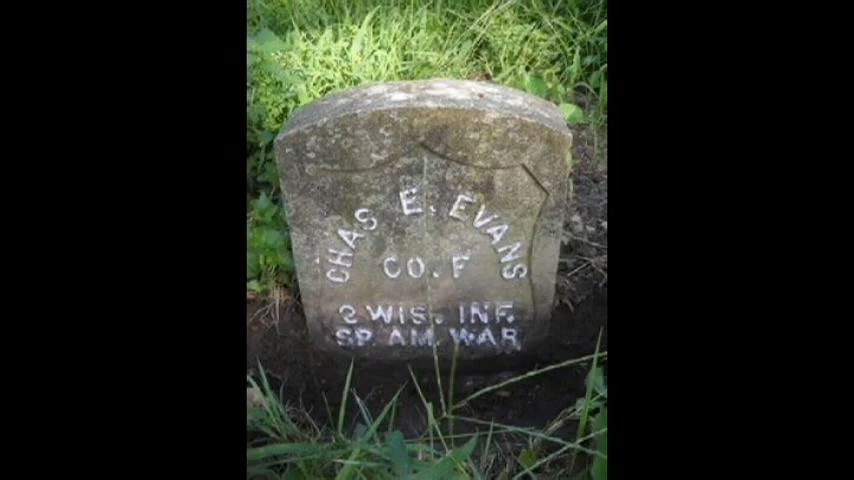 CHAS E. EVANS
CO. F
2 WIS. INF.
SP. AM. WAR